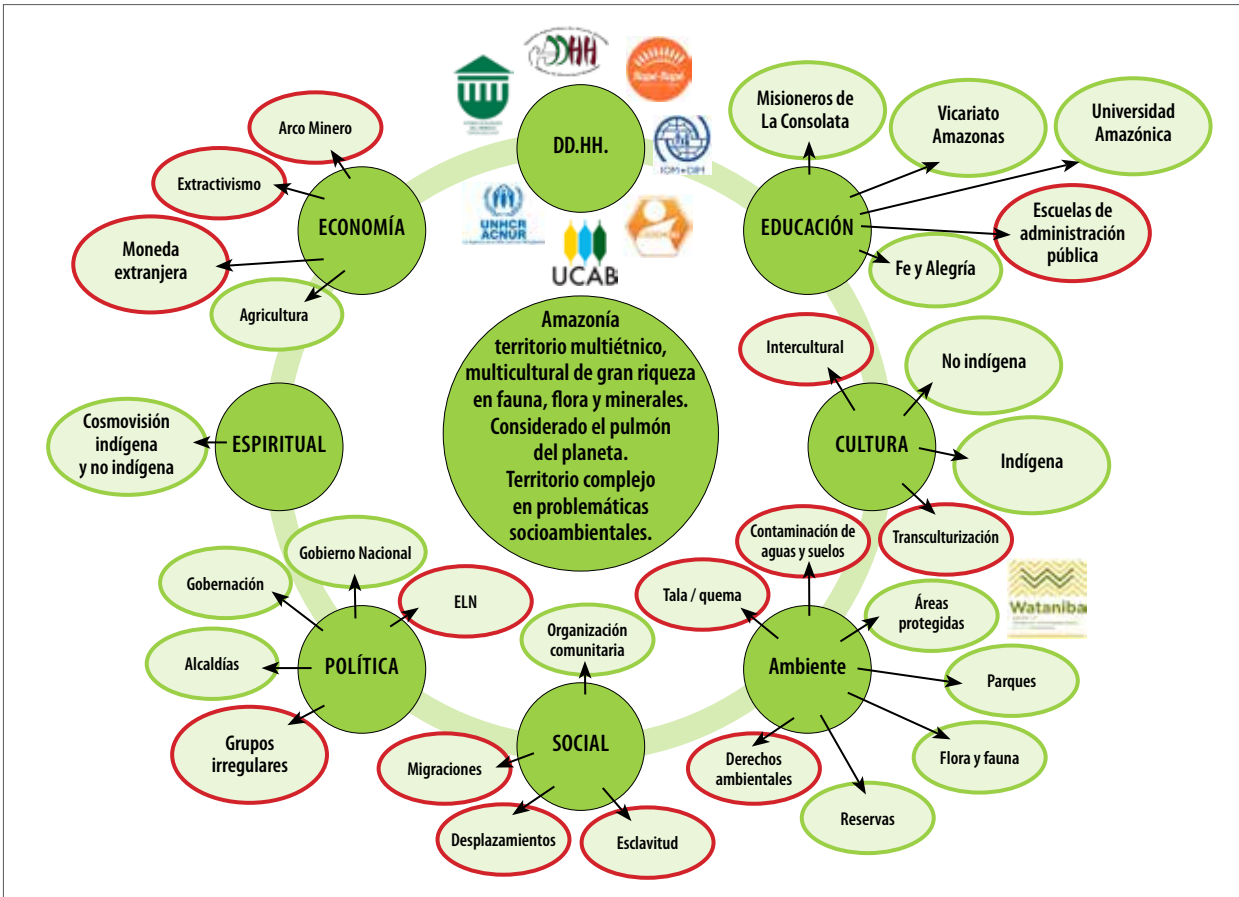 DDHH
DD.HH.
IOM • OIM
UNHCR
ACNUR
UCAB
ECONOMÍA
Arco Minero
Extractivismo
Moneda
extranjera
Agricultura
EDUCACIÓN
Misioneros de
La Consolata
Vicariato
Amazonas
Universidad
Amazónica
Escuelas de
administración
pública
Fe y Alegría
Amazonía
territorio multiétnico,
multicultural de gran riqueza
en fauna, flora y minerales.
Considerado el pulmón
del planeta.
Territorio complejo
en problemáticas
socioambientales.
ESPIRITUAL
Cosmovisión
indígena
y no indígena
CULTURA
Intercultural
No indígena
Indígena
Transculturización
POLÍTICA
Gobierno Nacional
Gobernación
ELN
Alcaldías
Grupos
irregulares
SOCIAL
Organización
comunitaria
Migraciones
Desplazamientos
Esclavitud
Ambiente
Contaminación de
aguas y suelos
Tala / quema
Áreas
protegidas
Wataniba
Parques
Flora y fauna
Reservas
Derechos
ambientales